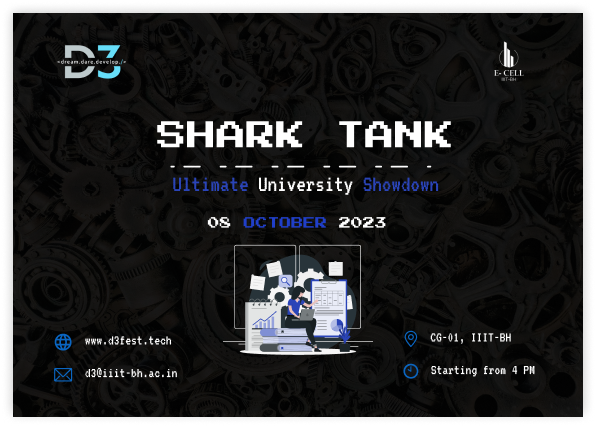 D3
<dream.dare.develop./>
E-CELL
IIIT-BH
SHARK TANK
Ultimate University Showdown
08 OCTOBER 2023
www.d3fest.tech
CG-01, IIIT-BH
d3@iiit-bh.ac.in
Starting from 4 PM